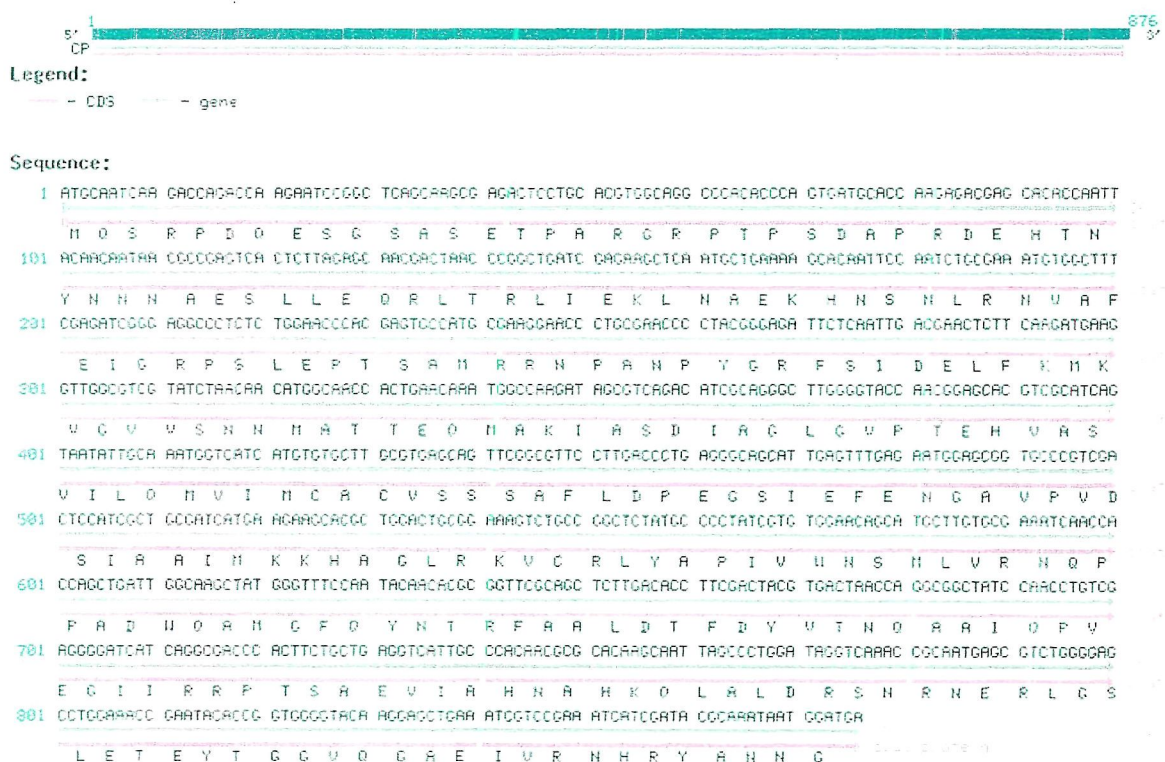 1 876
5' 3'
CP
Legend:
- CDS - gene
Sequence:
1 ATGCAATCAA GACCAGACCA AGAATCCGGC TCAGCAAGCG AGACTCCTGC ACGTGGCAGG CCCACACCCA GTGATGCACC AAGAGACGAG CACACCAATT
M Q S R P D Q E S G S A S E T P A R G R P T P S D A P R D E H T N
101 ACAACAATAA CGCCGAGTCA CTCTTAGAGC AACGACTAAC CCGGCTGATC GAGAAGCTCA ATGCTGAAAA GCACAATTCC AATCTGCGAA ATGTGGCTTT
Y N N N A E S L L E Q R L T R L I E K L N A E K H N S N L R N V A F
201 CGAGATCGGG AGGCCCTCTC TGGAACCCAC GAGTGCCATG CGAAGGAACC CTGCGAACCC CTACGGGAGA TTCTCAATTG ACGAACTCTT CAAGATGAAG
E I G R P S L E P T S A M R R N P A N P Y G R F S I D E L F K M K
301 GTTGGCGTCG TATCTAACAA CATGGCAACC ACTGAACAAA TGGCCAAGAT AGCGTCAGAC ATCGCAGGGC TTGGGGTACC AACGGAGCAC GTCGCATCAG
V G V V S N N M A T T E Q M A K I A S D I A G L G V P T E H V A S
401 TAATATTGCA AATGGTCATC ATGTGTGCTT GCGTGAGCAG TTCGGCGTTC CTTGACCCTG AGGGCAGCAT TGAGTTTGAG AATGGAGCGG TGCCCGTCGA
V I L Q M V I M C A C V S S S A F L D P E G S I E F E N G A V P V D
501 CTCCATCGCT GCGATCATGA AGAAGCACGC TGGACTGCGG AAAGTCTGCC GGCTCTATGC CCCTATCGTG TGGAACAGCA TGCTTGTGCG AAATCAACCA
S I A A I M K K H A G L R K V C R L Y A P I V W N S M L V R N Q P
601 CCAGCTGATT GGCAAGCTAT GGGTTTCCAA TACAACACGC GGTTCGCAGC TCTTGACACC TTCGACTACG TGACTAACCA GGCGGCTATC CAACCTGTCG
P A D W Q A M G F Q Y N T R F A A L D T F D Y V T N Q A A I Q P V
701 AGGGGATCAT CAGGCGACCC ACTTCTGCTG AGGTCATTGC CCACAACGCG CACAAGCAAT TAGCCCTGGA TAGGTCAAAC CGCAATGAGC GTCTGGGGAG
E G I I R R P T S A E V I A H N A H K Q L A L D R S N R N E R L G S
801 CCTGGAAACC GAATACACCG GTGGGGTACA AGGAGCTGAA ATCGTCCGAA ATCATCGATA CGCAAATAAT GGATGA
L E T E Y T G G V Q G A E I V R N H R Y A N N G